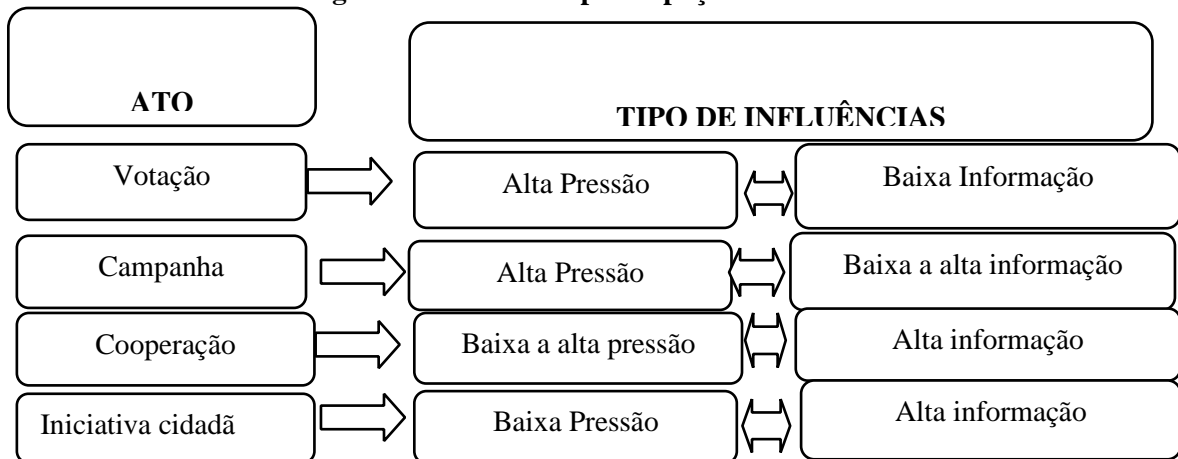 ATO
TIPO DE INFLUÊNCIAS
Votação
Alta Pressão
Baixa Informação
Campanha
Alta Pressão
Baixa a alta informação
Cooperação
Baixa a alta pressão
Alta informação
Iniciativa cidadã
Baixa Pressão
Alta informação